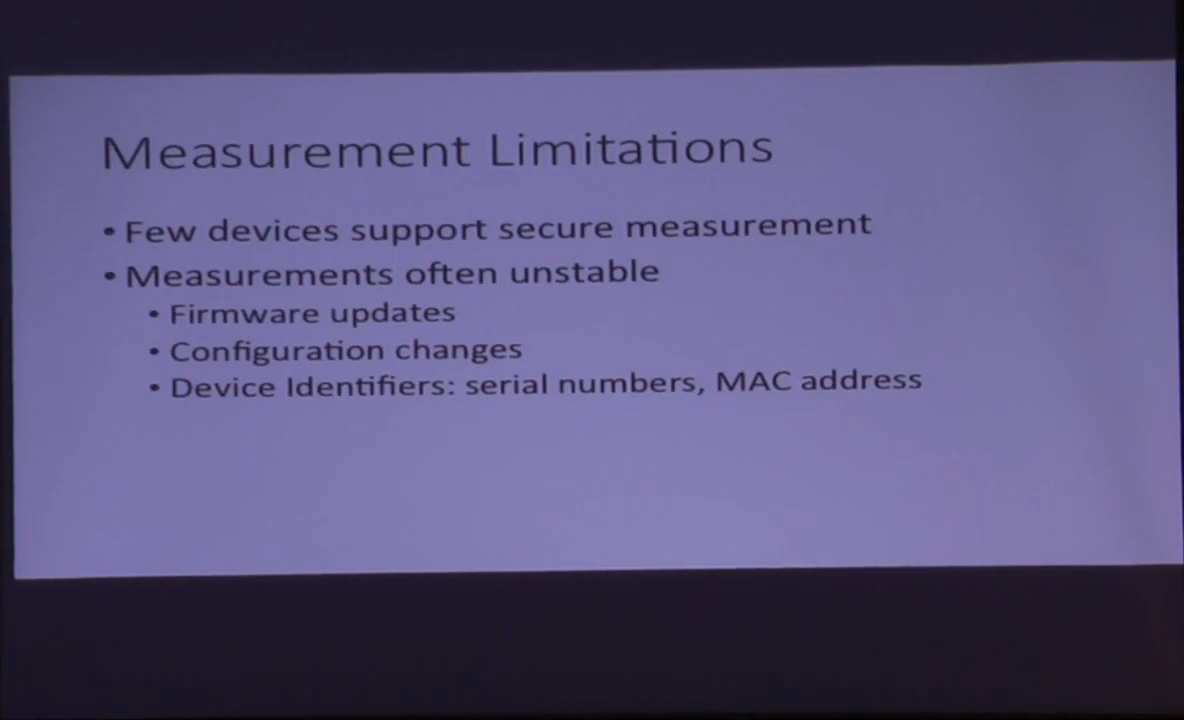 Measurement Limitations
• Few devices support secure measurement
• Measurements often unstable
• Firmware updates
• Configuration changes
• Device Identifiers: serial numbers, MAC address